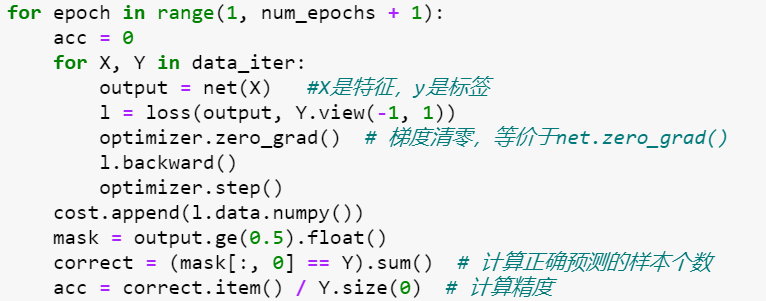 for epoch in range(1, num_epochs + 1):
    acc = 0
    for X, Y in data_iter:
        output = net(X)   #X是特征，y是标签
        l = loss(output, Y.view(-1, 1))
        optimizer.zero_grad()  # 梯度清零，等价于net.zero_grad()
        l.backward()
        optimizer.step()
    cost.append(l.data.numpy())
    mask = output.ge(0.5).float()
    correct = (mask[:, 0] == Y).sum()  # 计算正确预测的样本个数
    acc = correct.item() / Y.size(0)  # 计算精度